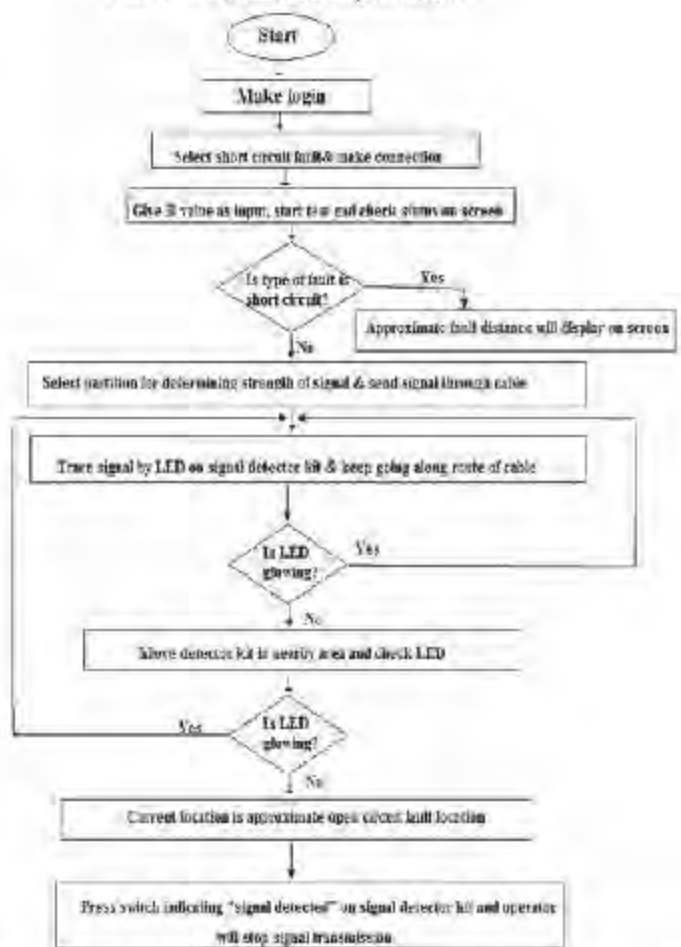 Start
Make login
Select short circuit fault& make connection
Give R value as input, start test and check status on screen
Is type of fault is
short circuit?
Yes
Approximate fault distance will display on screen
No
Select partition for determining strength of signal & send signal through cable
Trace signal by LED on signal detector kit & keep going along route of cable
Is LED
glowing?
Yes
No
Move detector kit in nearby area and check LED
Is LED
glowing?
Yes
No
Current location is approximate open circuit fault location
Press switch indicating "signal detected" on signal detector kit and operator
will stop signal transmission